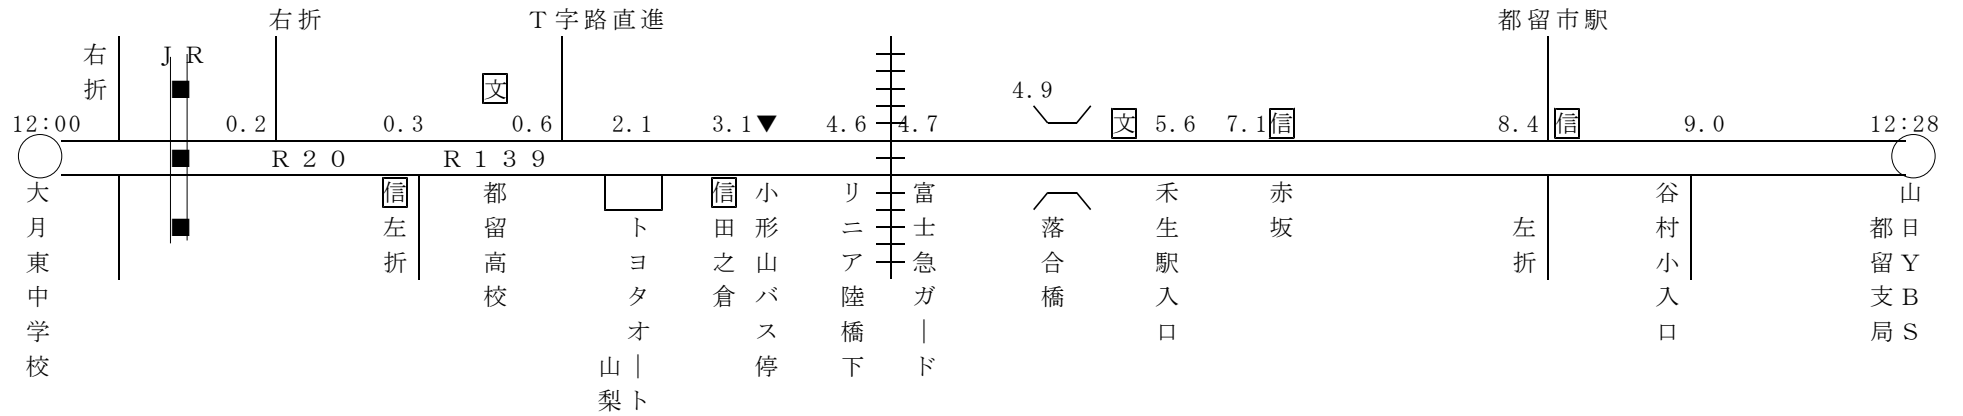 右折
Ｔ字路直進
都留市駅
右折
ＪＲ
文
4.9
12:00
0.2
0.3
0.6
2.1
3.1▼
4.6
4.7
文
5.6
7.1
信
8.4
信
9.0
12:28
Ｒ２０
Ｒ１３９
大月東中学校
信
左折
都留高校
トヨタオート
山梨
信
田之倉
小形山バス停
リニア陸橋下
富士急ガード
落合橋
禾生駅入口
赤坂
左折
谷村小入口
山日ＹＢＳ
都留支局